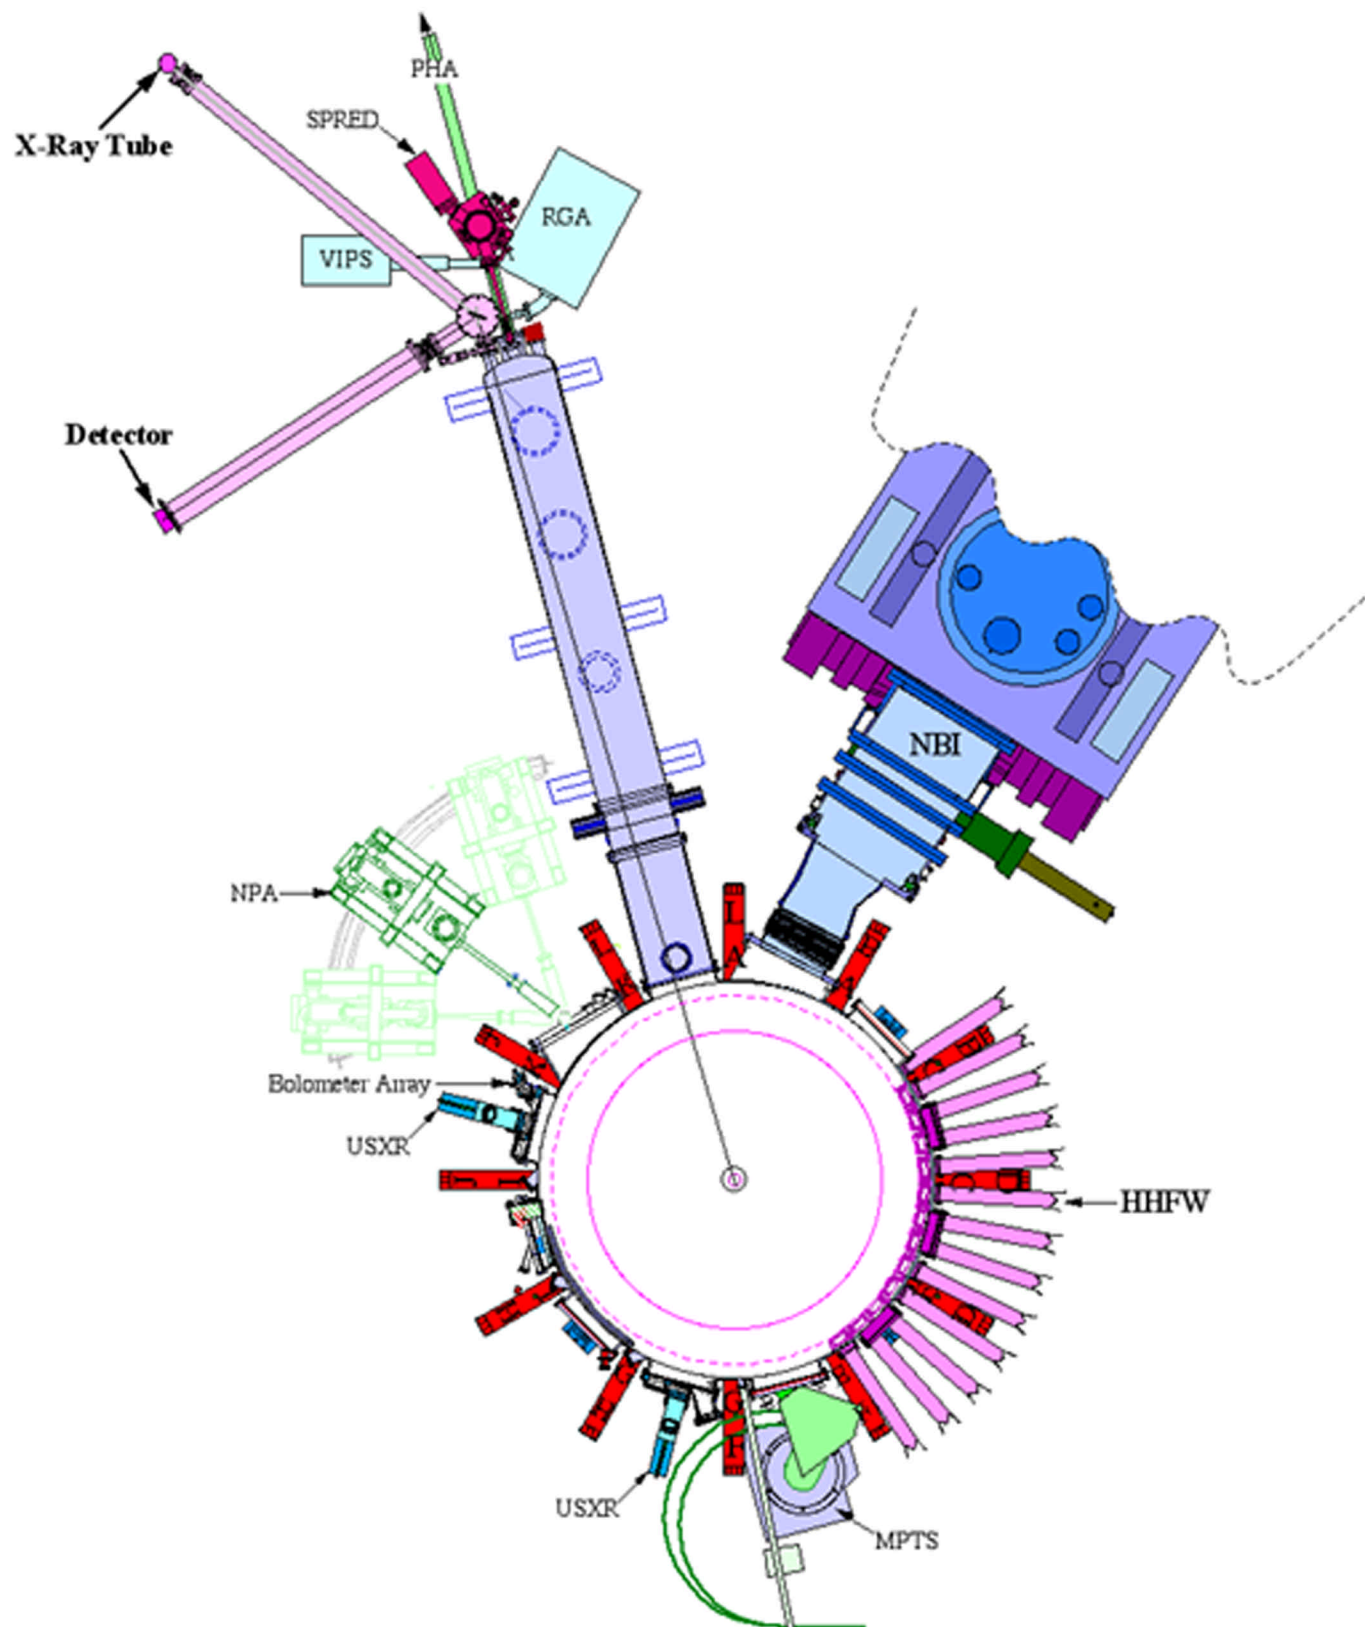 PHA
SPRED
X-Ray Tube
RGA
VIPS
Detector
NBI
NPA
L
A
Bolometer Array
USXR
HHFW
USXR
MPTS